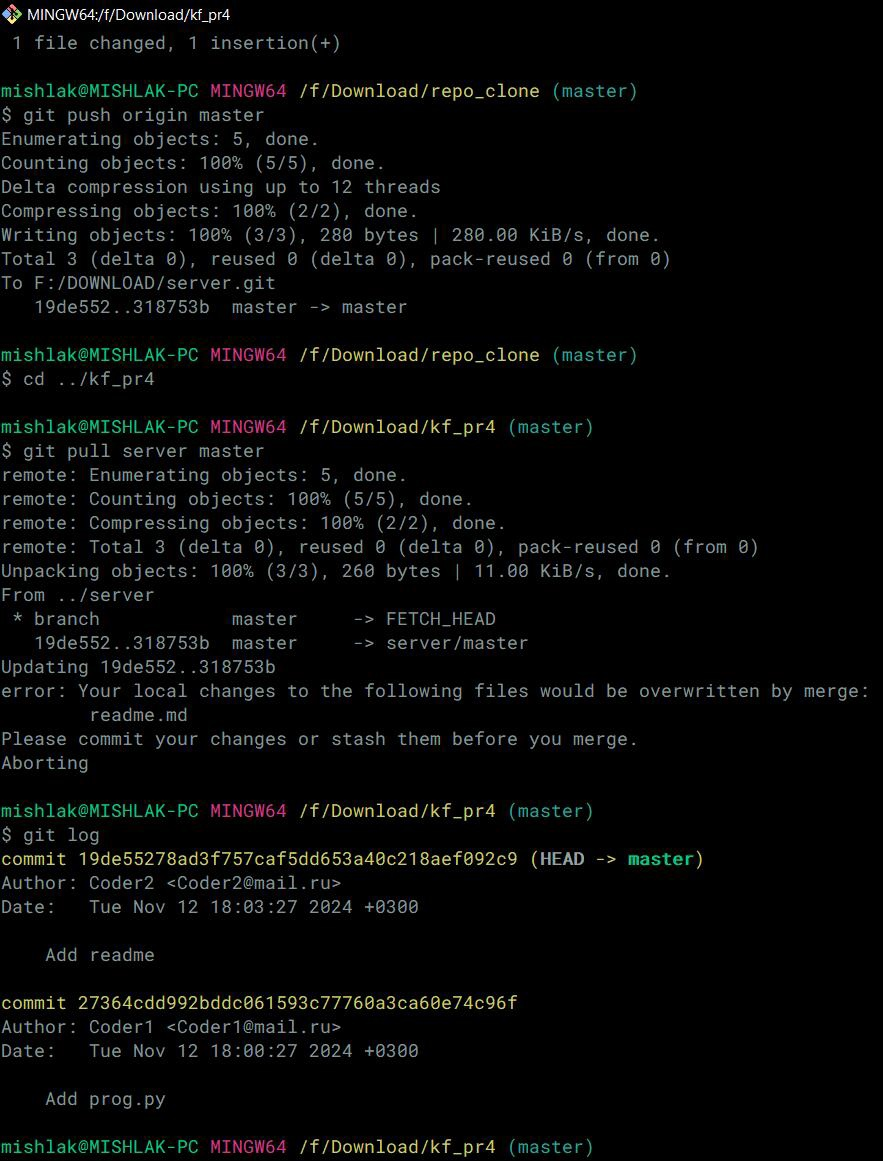 MINGW64:/f/Download/kf_pr4
1 file changed, 1 insertion(+)
mishlak@MISHLAK-PC MINGW64 /f/Download/repo_clone (master)
$ git push origin master
Enumerating objects: 5, done.
Counting objects: 100% (5/5), done.
Delta compression using up to 12 threads
Compressing objects: 100% (2/2), done.
Writing objects: 100% (3/3), 280 bytes | 280.00 KiB/s, done.
Total 3 (delta 0), reused 0 (delta 0), pack-reused 0 (from 0)
To F:/DOWNLOAD/server.git
   19de552..318753b  master -> master
mishlak@MISHLAK-PC MINGW64 /f/Download/repo_clone (master)
$ cd ../kf_pr4
mishlak@MISHLAK-PC MINGW64 /f/Download/kf_pr4 (master)
$ git pull server master
remote: Enumerating objects: 5, done.
remote: Counting objects: 100% (5/5), done.
remote: Compressing objects: 100% (2/2), done.
remote: Total 3 (delta 0), reused 0 (delta 0), pack-reused 0 (from 0)
Unpacking objects: 100% (3/3), 260 bytes | 11.00 KiB/s, done.
From ../server
 * branch            master     -> FETCH_HEAD
   19de552..318753b  master     -> server/master
Updating 19de552..318753b
error: Your local changes to the following files would be overwritten by merge:
        readme.md
Please commit your changes or stash them before you merge.
Aborting
mishlak@MISHLAK-PC MINGW64 /f/Download/kf_pr4 (master)
$ git log
commit 19de55278ad3f757caf5dd653a40c218aef092c9 (HEAD -> master)
Author: Coder2 <Coder2@mail.ru>
Date:   Tue Nov 12 18:03:27 2024 +0300
    Add readme
commit 27364cdd992bddc061593c77760a3ca60e74c96f
Author: Coder1 <Coder1@mail.ru>
Date:   Tue Nov 12 18:00:27 2024 +0300
    Add prog.py
mishlak@MISHLAK-PC MINGW64 /f/Download/kf_pr4 (master)